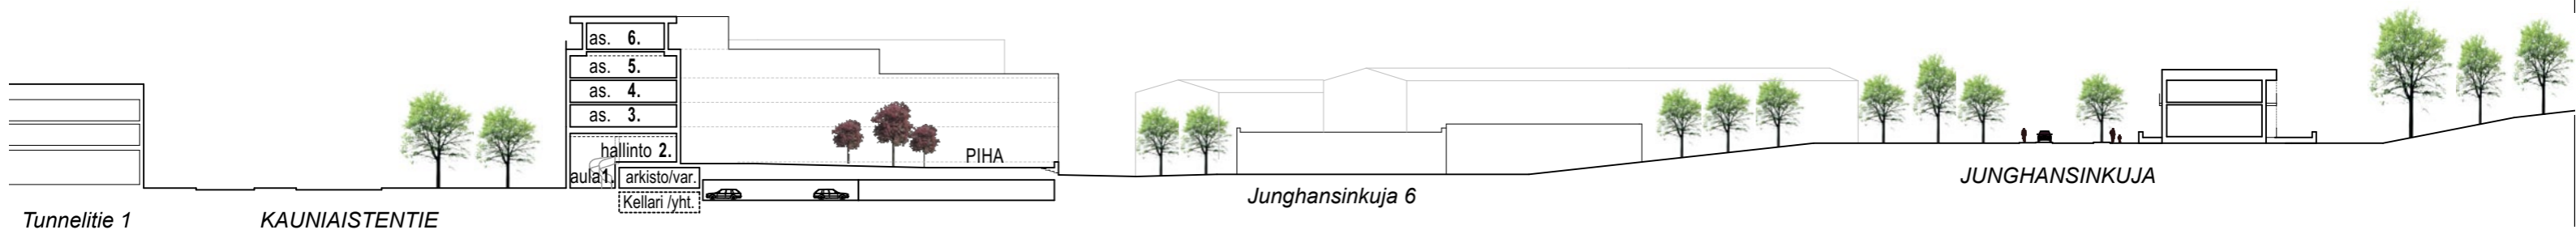 as. 6.
as. 5.
as. 4.
as. 3.
hallinto 2.
aula 1.
arkisto/var.
Kellari /yht.
PIHA
Tunnelitie 1
KAUNIAISTENTIE
Junghansinkuja 6
JUNGHANSINKUJA